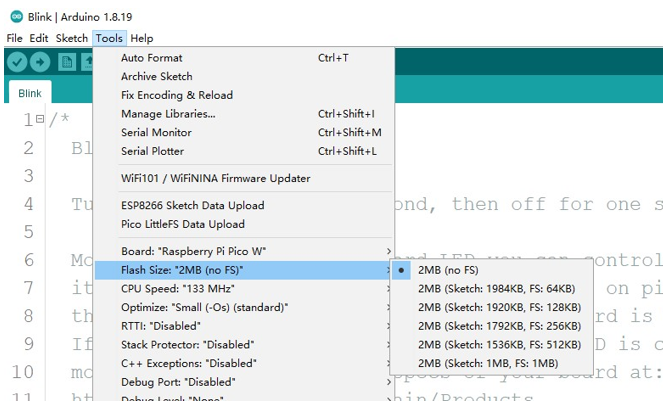 Blink | Arduino 1.8.19
File Edit Sketch Tools Help
Blink
Auto Format Ctrl+T
Archive Sketch
Fix Encoding & Reload
Manage Libraries... Ctrl+Shift+I
Serial Monitor Ctrl+Shift+M
Serial Plotter Ctrl+Shift+L
WiFi101 / WiFiNINA Firmware Updater
ESP8266 Sketch Data Upload
Pico LittleFS Data Upload
Board: "Raspberry Pi Pico W"
Flash Size: "2MB (no FS)"
CPU Speed: "133 MHz"
Optimize: "Small (-Os) (standard)"
RTTI: "Disabled"
Stack Protector: "Disabled"
C++ Exceptions: "Disabled"
Debug Port: "Disabled"
Debug Level: "None"
2MB (no FS)
2MB (Sketch: 1984KB, FS: 64KB)
2MB (Sketch: 1920KB, FS: 128KB)
2MB (Sketch: 1792KB, FS: 256KB)
2MB (Sketch: 1536KB, FS: 512KB)
2MB (Sketch: 1MB, FS: 1MB)
1 /*
2 Bl
3
4 Tu ond, then off for one s
5
6 Mo LED you can control
7 it on pi
8 th rd is
9 If D is c
10 mo specs of your board at:
11 ht in/Products